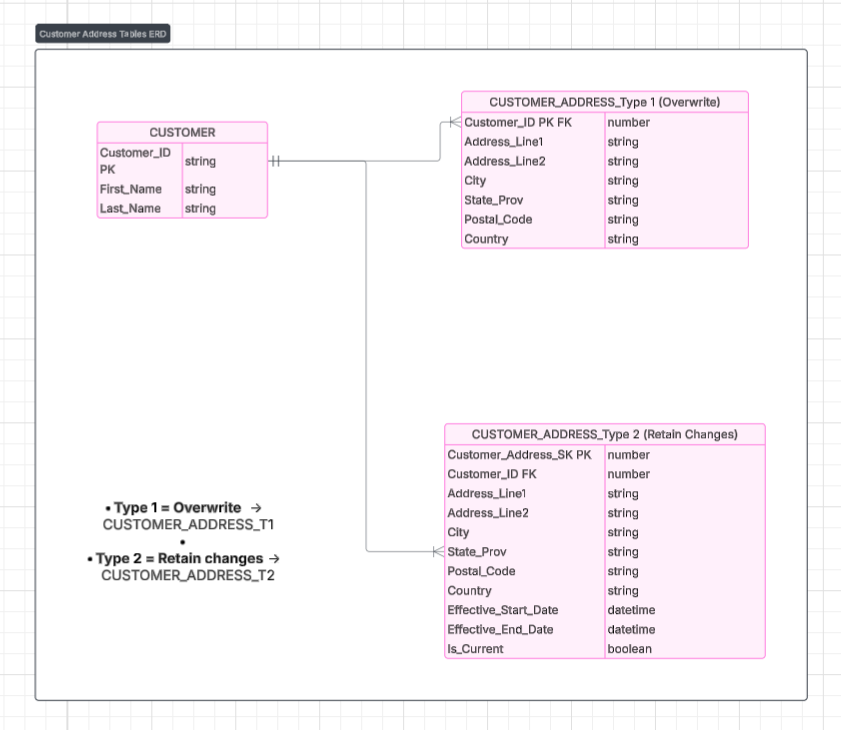 Customer Address Tables ERD
CUSTOMER
Customer_ID PK string
First_Name string
Last_Name string
CUSTOMER_ADDRESS_Type 1 (Overwrite)
Customer_ID PK FK number
Address_Line1 string
Address_Line2 string
City string
State_Prov string
Postal_Code string
Country string
CUSTOMER_ADDRESS_Type 2 (Retain Changes)
Customer_Address_SK PK number
Customer_ID FK number
Address_Line1 string
Address_Line2 string
City string
State_Prov string
Postal_Code string
Country string
Effective_Start_Date datetime
Effective_End_Date datetime
Is_Current boolean
• Type 1 = Overwrite →
CUSTOMER_ADDRESS_T1
•
• Type 2 = Retain changes →
CUSTOMER_ADDRESS_T2